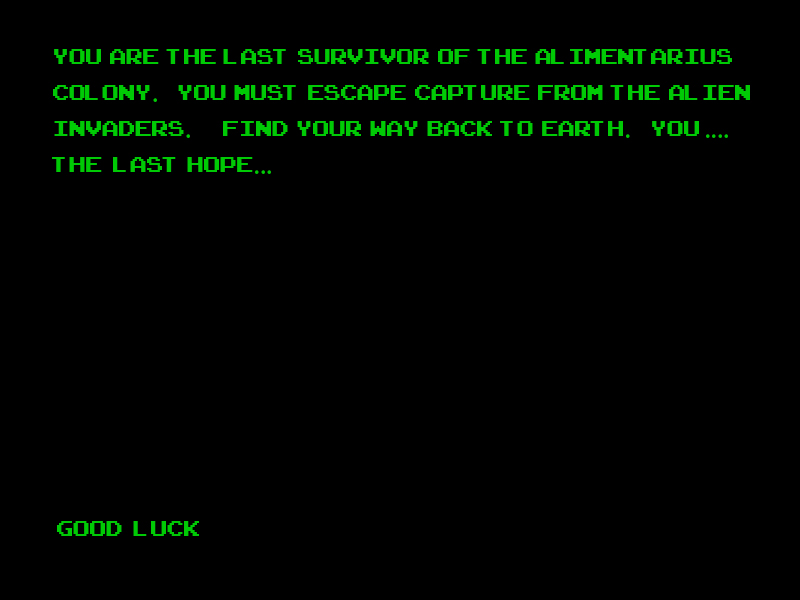 YOU ARE THE LAST SURVIVOR OF THE ALIMENTARIUS
COLONY. YOU MUST ESCAPE CAPTURE FROM THE ALIEN
INVADERS. FIND YOUR WAY BACK TO EARTH. YOU....
THE LAST HOPE...
GOOD LUCK